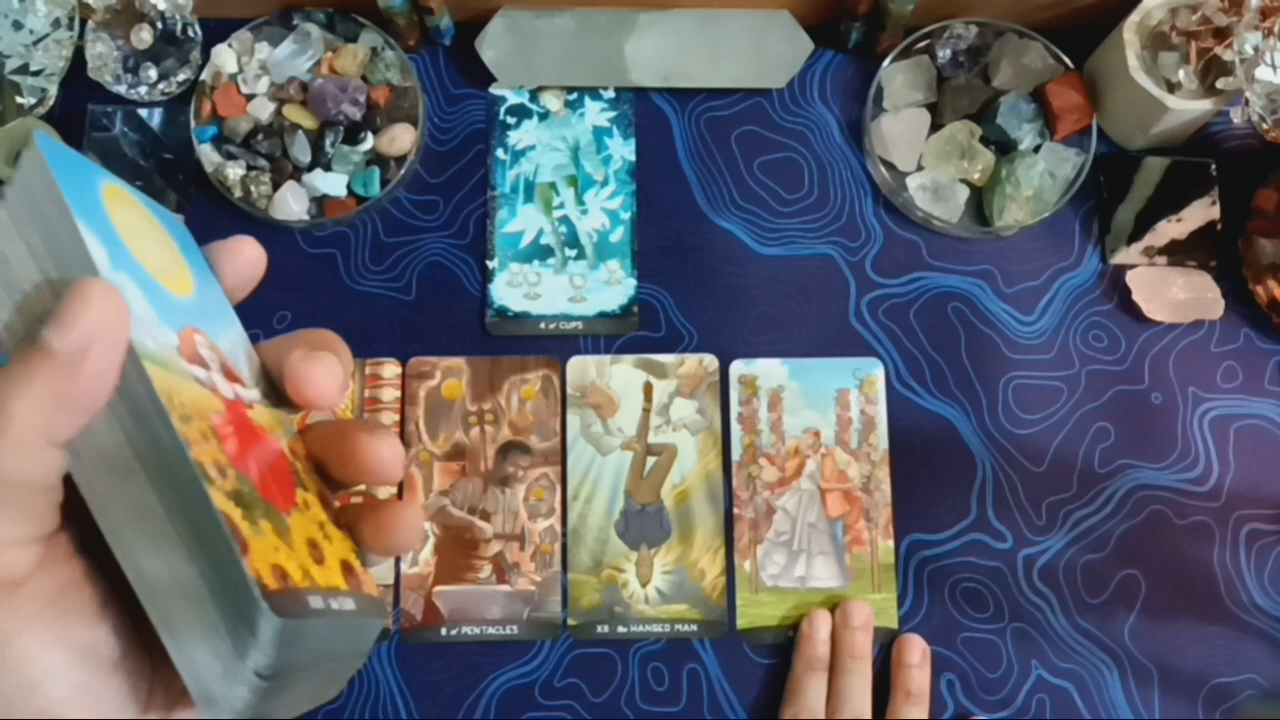 4 of CUPS
8 of PENTACLES
XII the HANGED MAN